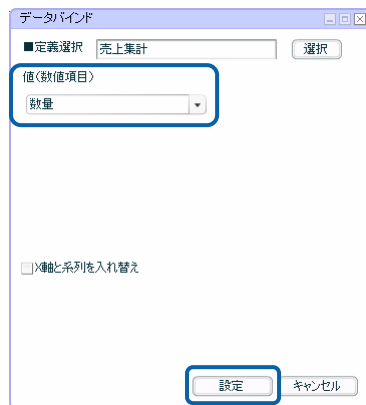 データバインド
■定義選択 売上集計 選択
値(数値項目)
数量
X軸と系列を入れ替え
設定 キャンセル